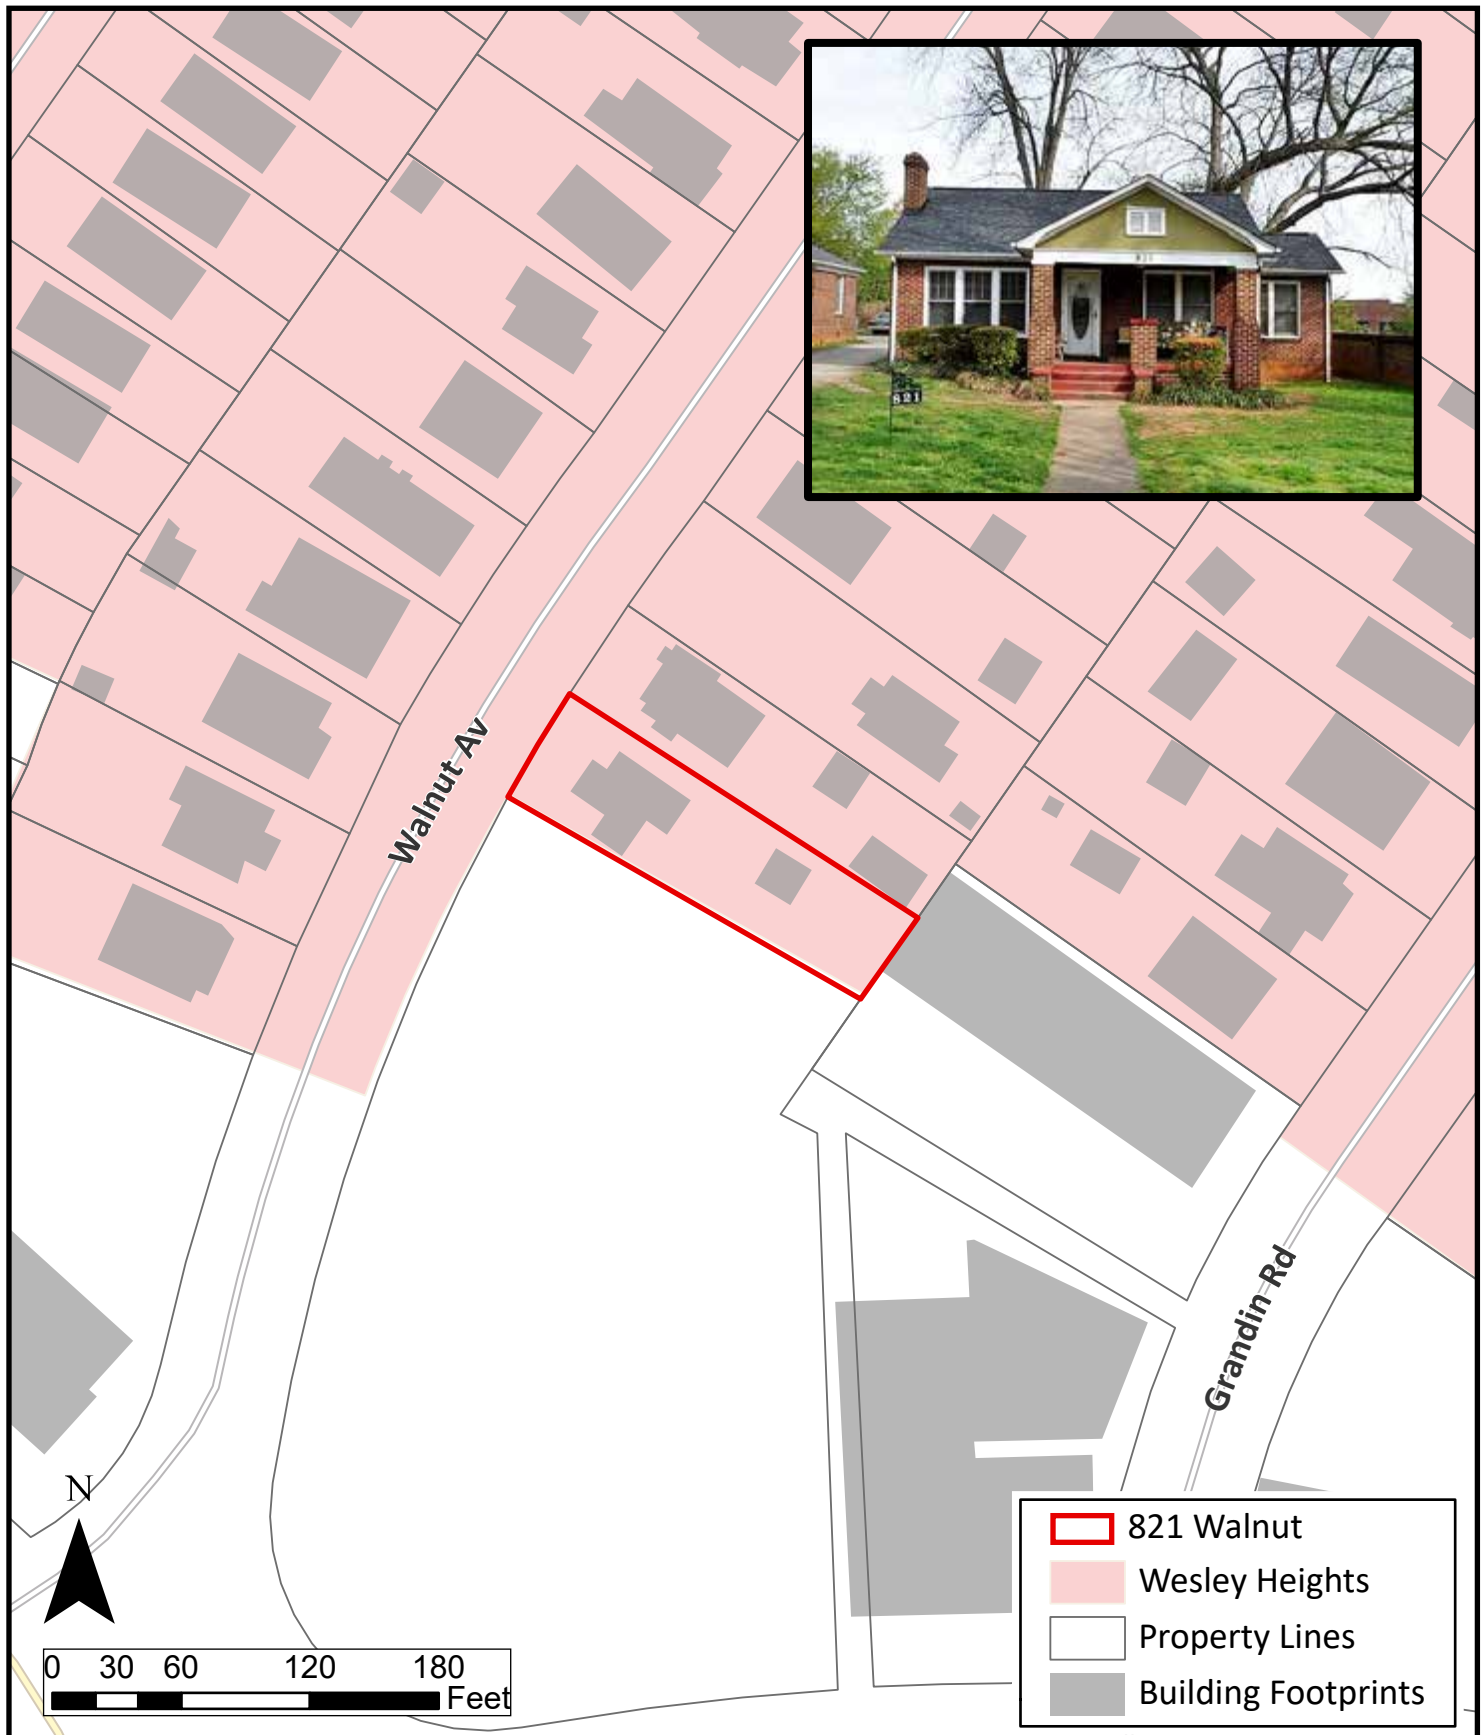 821
821
Walnut Av
Grandin Rd
N
0 30 60 120 180
Feet
821 Walnut
Wesley Heights
Property Lines
Building Footprints